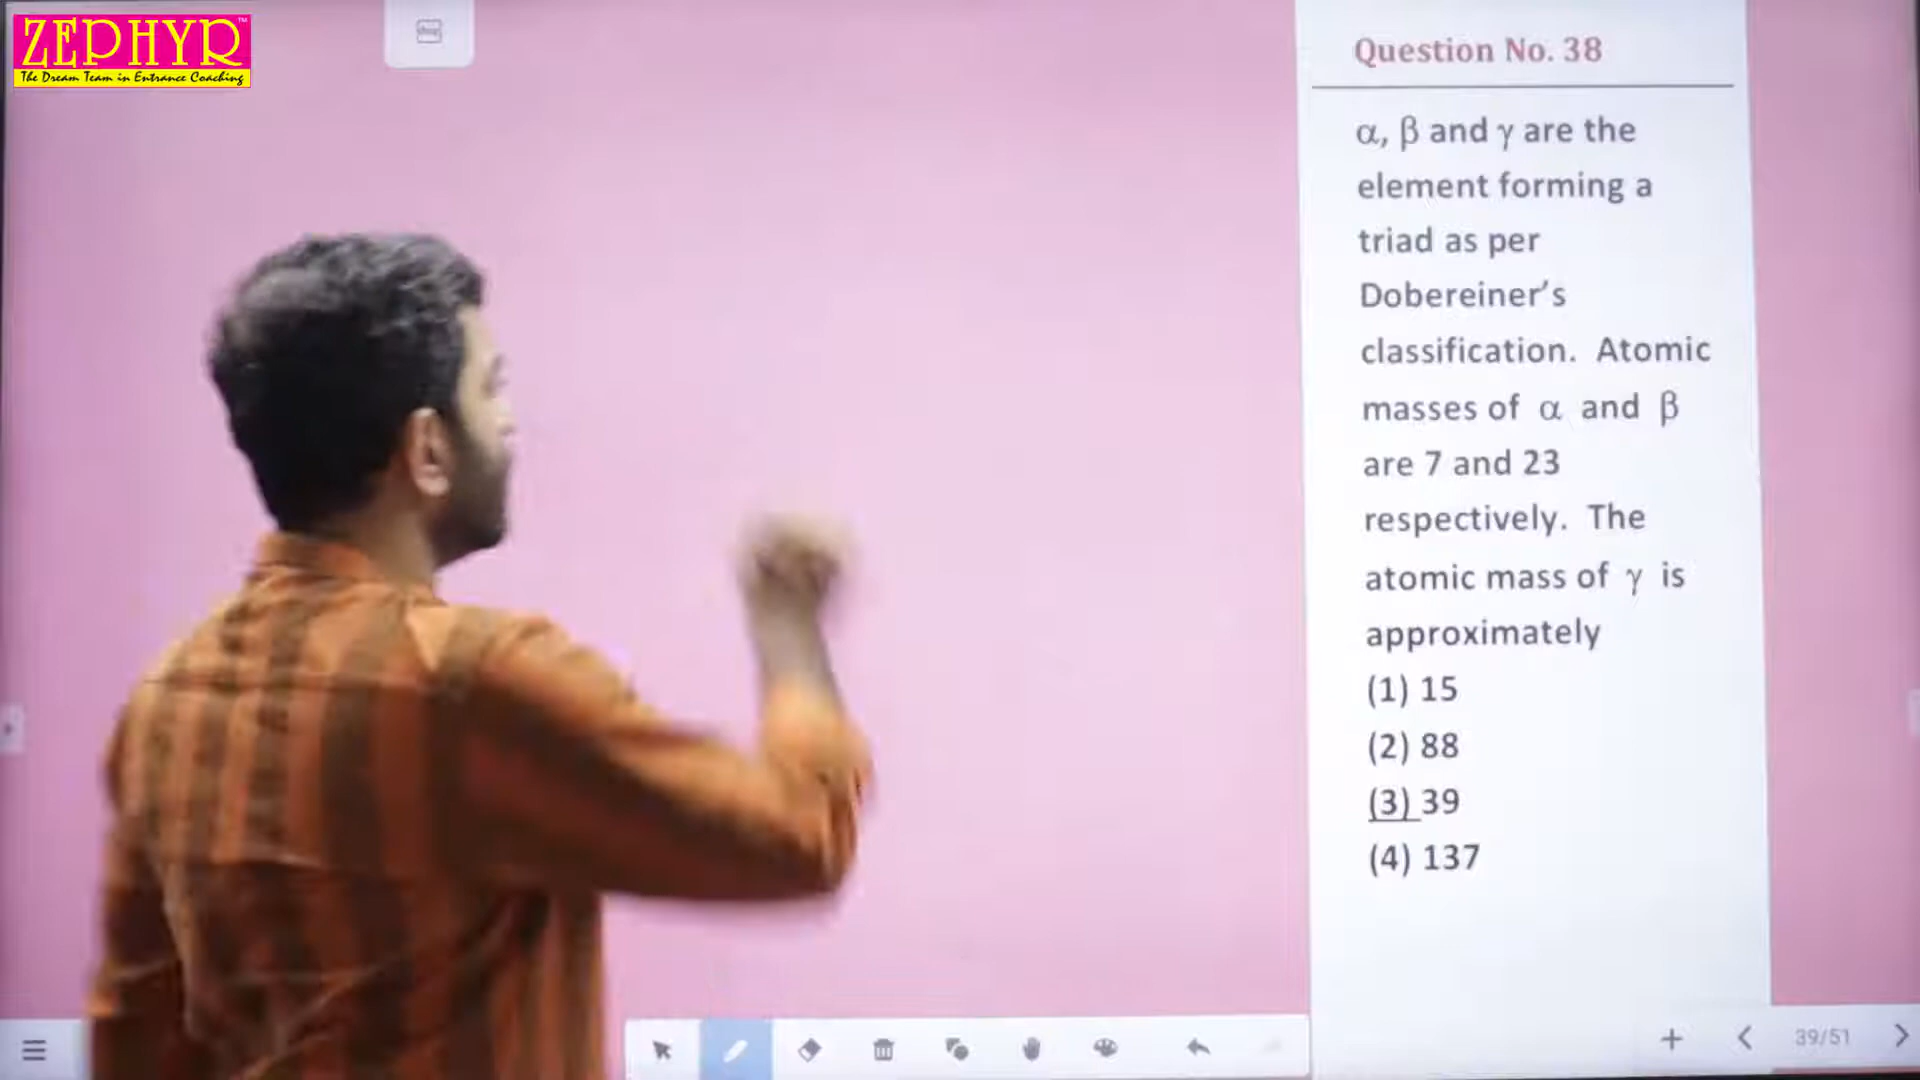 ZEPHYR™
The Dream Team in Entrance Coaching
Question No. 38
α, β and γ are the
element forming a
triad as per
Dobereiner’s
classification. Atomic
masses of α and β
are 7 and 23
respectively. The
atomic mass of γ is
approximately
(1) 15
(2) 88
(3) 39
(4) 137
39/51